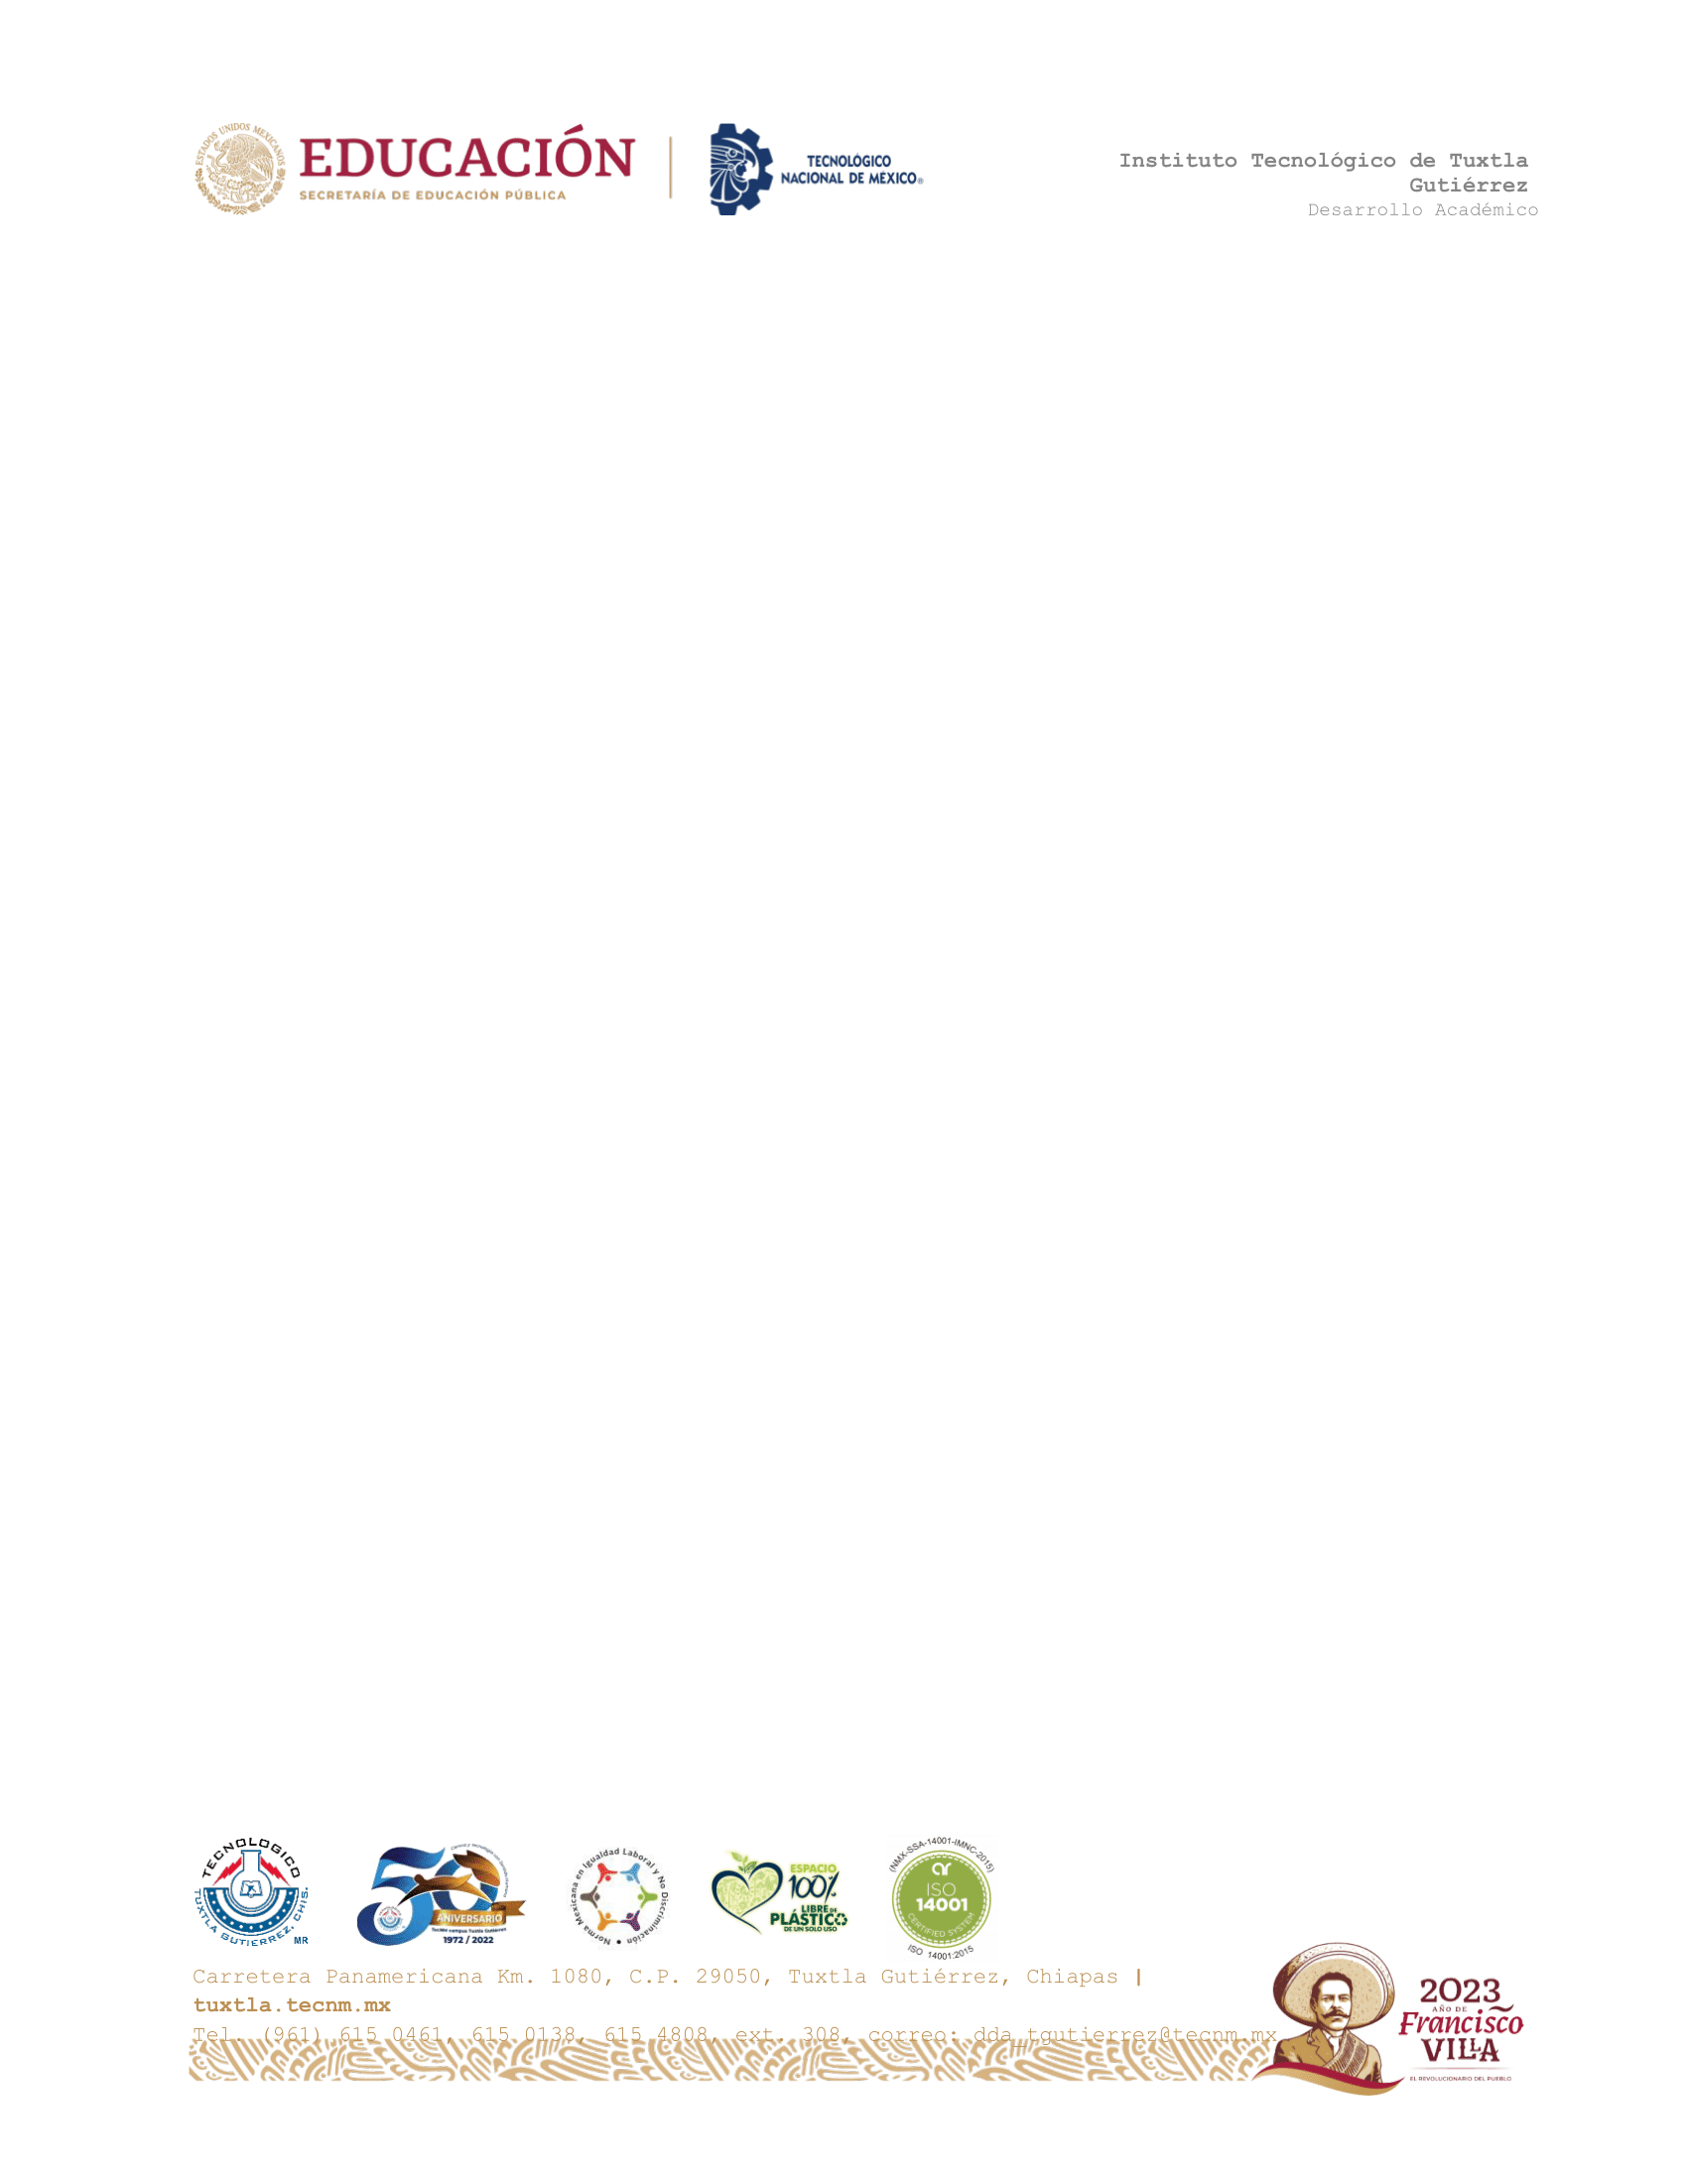 ESTADOS UNIDOS MEXICANOS
EDUCACIÓN
SECRETARÍA DE EDUCACIÓN PÚBLICA
TECNOLÓGICO
NACIONAL DE MÉXICO®
Instituto Tecnológico de Tuxtla
Gutiérrez
Desarrollo Académico
TECNOLOGICO
TUXTLA GUTIERREZ, CHIS.
MR
50
ANIVERSARIO
TecNM campus Tuxtla Gutiérrez
1972 / 2022
Norma Mexicana en Igualdad Laboral y No Discriminación
ESPACIO
100%
LIBRE DE
PLÁSTICO
DE UN SOLO USO
(NMX-SSA-14001-IMNC-2015)
ISO
14001
CERTIFIED SYSTEM
ISO 14001:2015
Carretera Panamericana Km. 1080, C.P. 29050, Tuxtla Gutiérrez, Chiapas |
tuxtla.tecnm.mx
Tel. (961) 615 0461, 615 0138, 615 4808, ext. 308, correo: dda_tgutierrez@tecnm.mx
2023
AÑO DE
Francisco
VILLA
EL REVOLUCIONARIO DEL PUEBLO